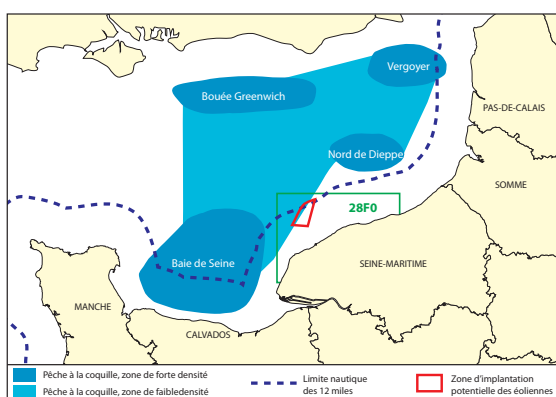 Vergoyer
Bouée Greenwich
PAS-DE-CALAIS
Nord de Dieppe
SOMME
28F0
Baie de Seine
SEINE-MARITIME
MANCHE
CALVADOS
Pêche à la coquille, zone de forte densité
Pêche à la coquille, zone de faibledensité
Limite nautique
des 12 miles
Zone d'implantation
potentielle des éoliennes